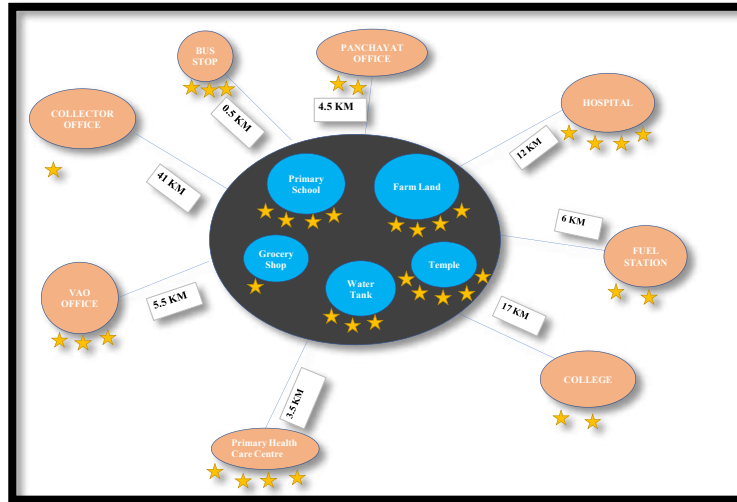 BUS
STOP
PANCHAYAT
OFFICE
COLLECTOR
OFFICE
HOSPITAL
0.5 KM
4.5 KM
12 KM
41 KM
Primary
School
Farm Land
6 KM
FUEL
STATION
Grocery
Shop
Temple
Water
Tank
VAO
OFFICE
5.5 KM
17 KM
COLLEGE
3.5 KM
Primary Health
Care Centre